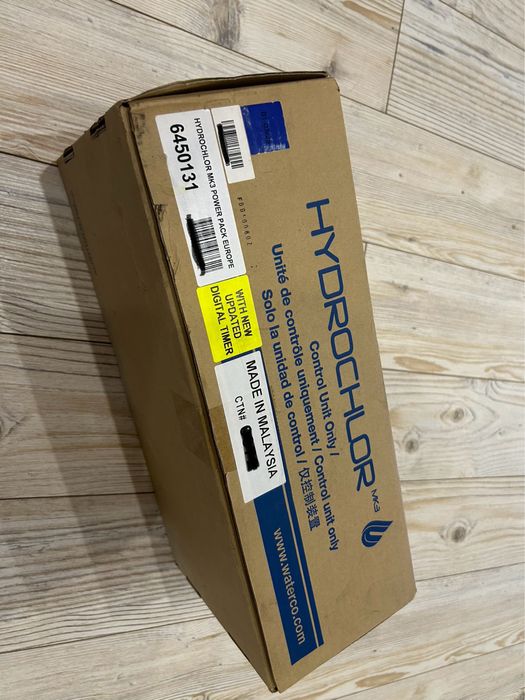 HYDROCHLOR MK3 POWER PACK EUROPE
6450131
WITH NEW
UPDATED
DIGITAL TIMER
MADE IN MALAYSIA
CTN#
HYDROCHLOR MK3
Control Unit Only /
Unité de contrôle uniquement / Control unit only
Solo la unidad de control / 仅控制装置
www.waterco.com